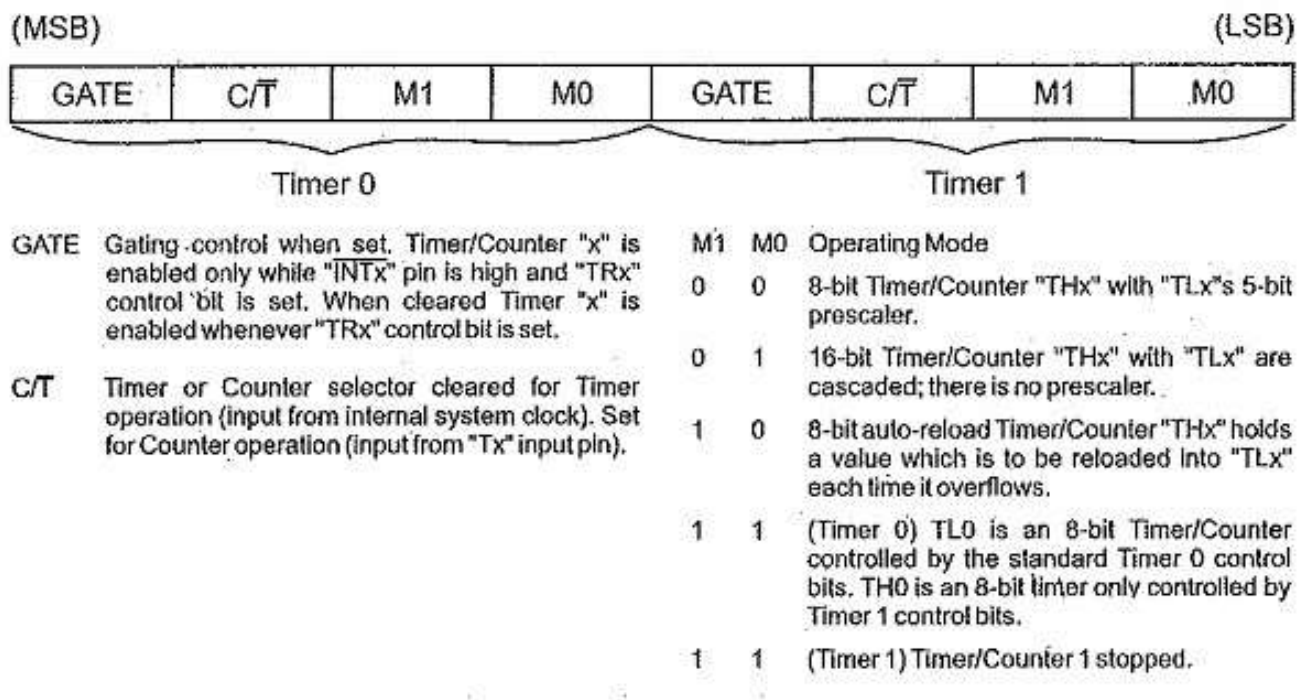 (MSB) (LSB)
GATE C/T̅ M1 M0 GATE C/T̅ M1 M0
Timer 0 Timer 1
GATE Gating control when set. Timer/Counter "x" is
enabled only while "I̅N̅T̅x̅" pin is high and "TRx"
control bit is set. When cleared Timer "x" is
enabled whenever "TRx" control bit is set.
C/T̅ Timer or Counter selector cleared for Timer
operation (input from internal system clock). Set
for Counter operation (input from "Tx" input pin).
M1 M0 Operating Mode
0 0 8-bit Timer/Counter "THx" with "TLx"s 5-bit
prescaler.
0 1 16-bit Timer/Counter "THx" with "TLx" are
cascaded; there is no prescaler.
1 0 8-bit auto-reload Timer/Counter "THx" holds
a value which is to be reloaded into "TLx"
each time it overflows.
1 1 (Timer 0) TL0 is an 8-bit Timer/Counter
controlled by the standard Timer 0 control
bits. TH0 is an 8-bit timer only controlled by
Timer 1 control bits.
1 1 (Timer 1) Timer/Counter 1 stopped.